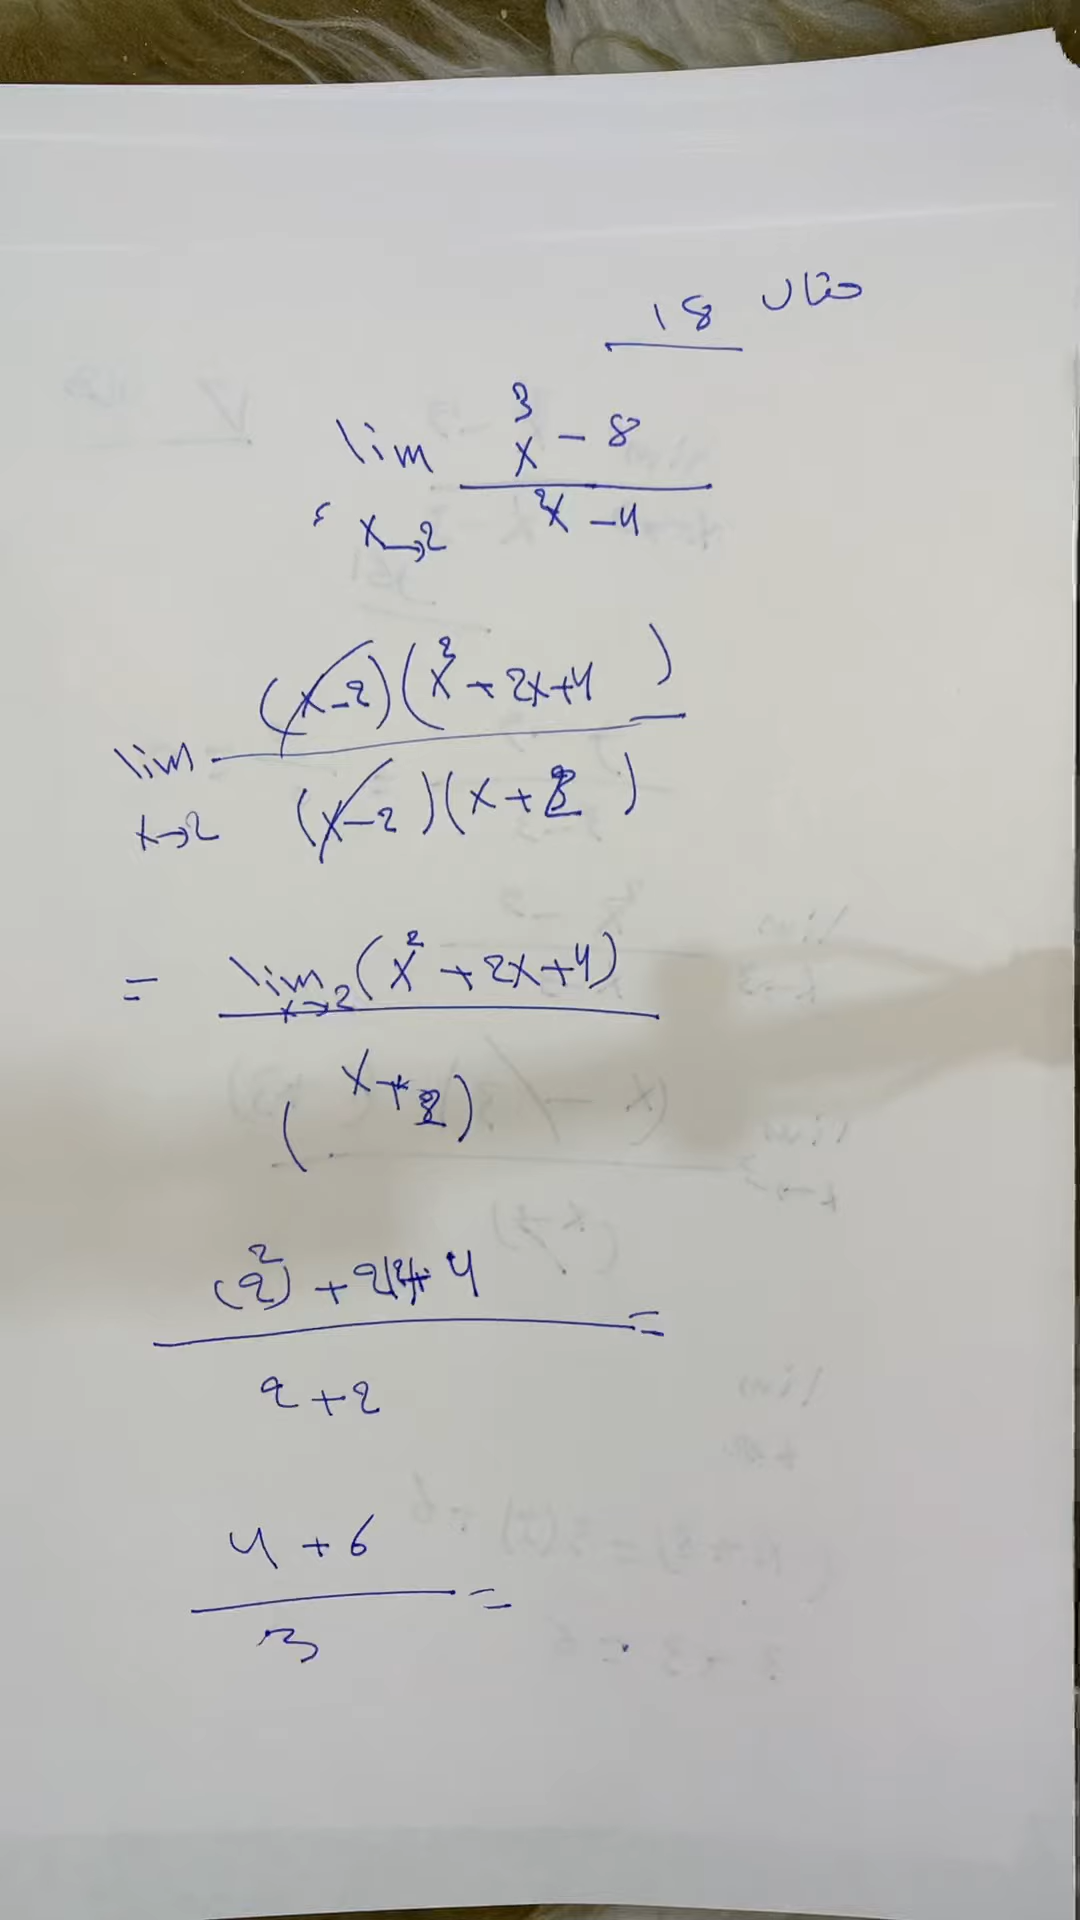 مثال 18
lim x³ - 8 / x² - 4
x→2
lim (x-2)(x²+2x+4) / (x-2)(x+2)
x→2
= lim x→2 (x²+2x+4) / (x+2)
(2²) + 2(2)+ 4 / 2+2 =
4 + 6 / 3 =